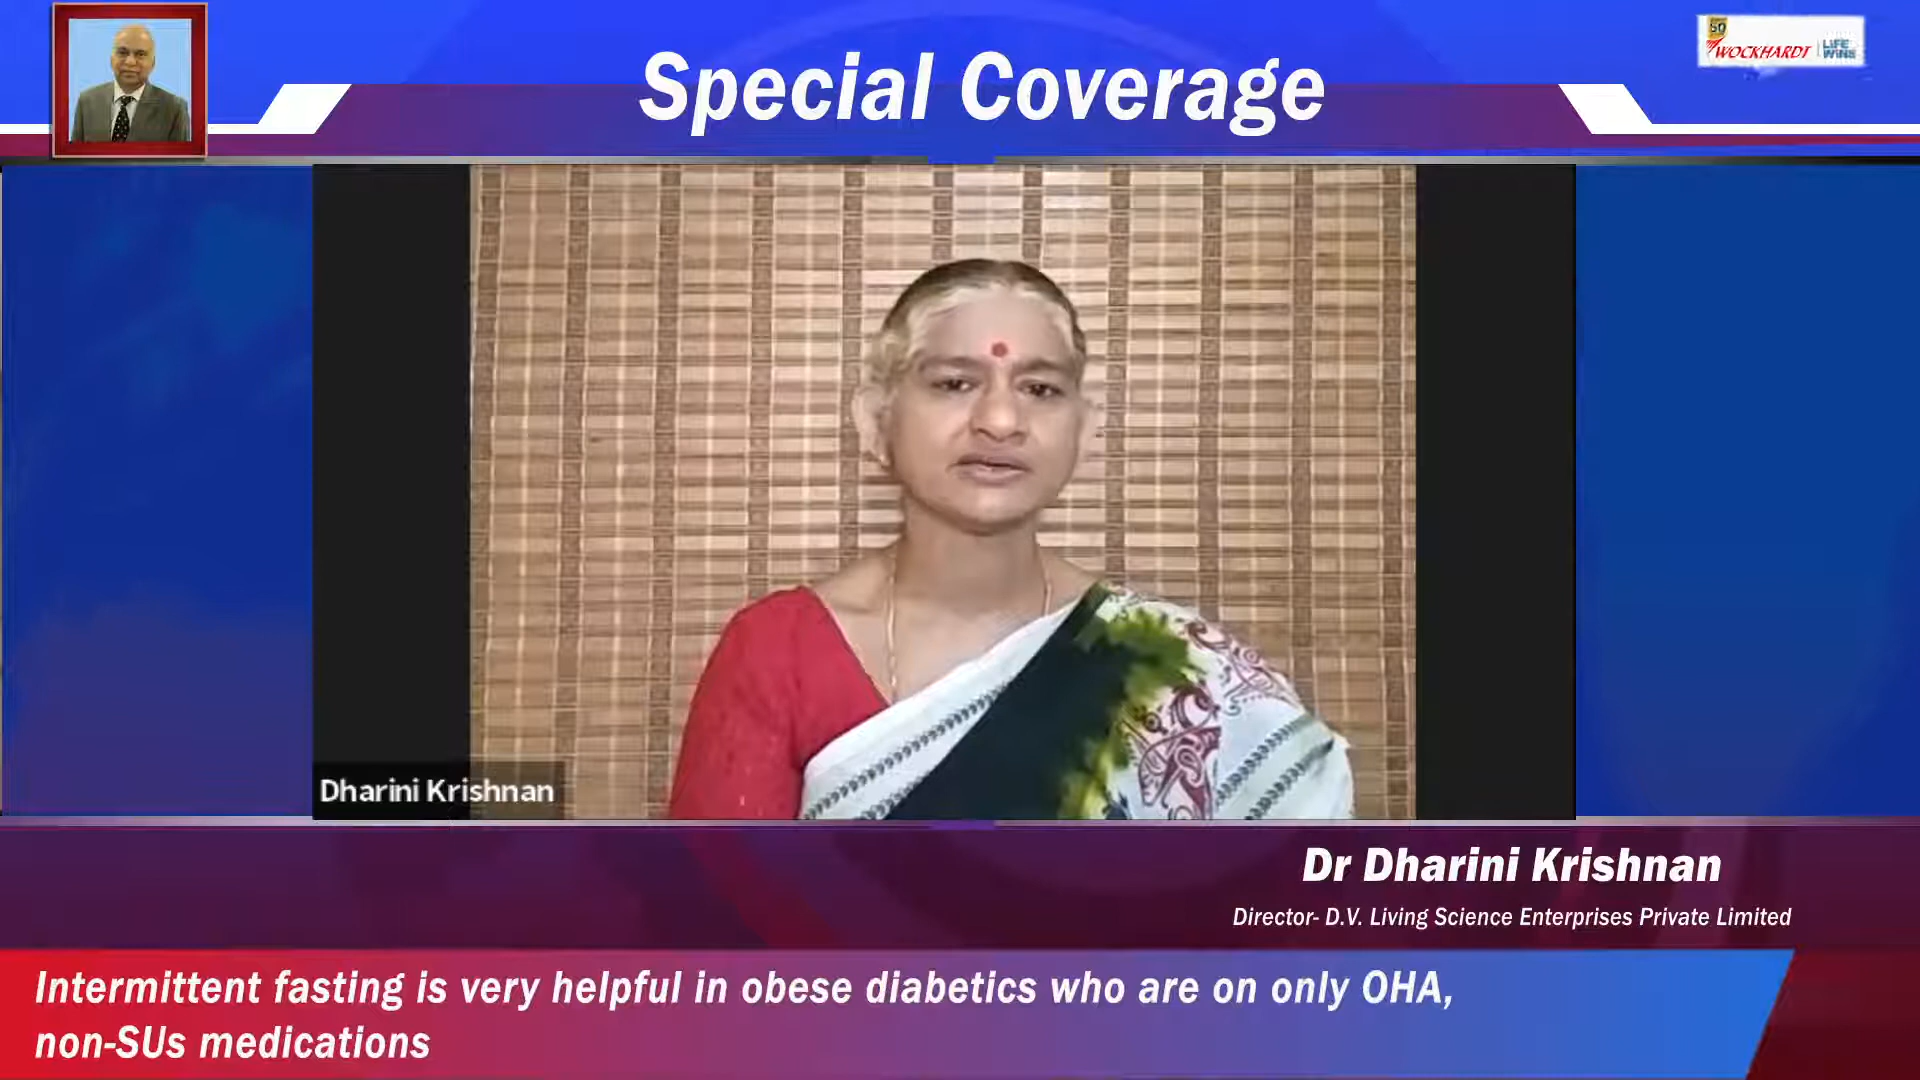 Special Coverage
50
WOCKHARDT
LIFE
WINS
Dharini Krishnan
Dr Dharini Krishnan
Director- D.V. Living Science Enterprises Private Limited
Intermittent fasting is very helpful in obese diabetics who are on only OHA,
non-SUs medications